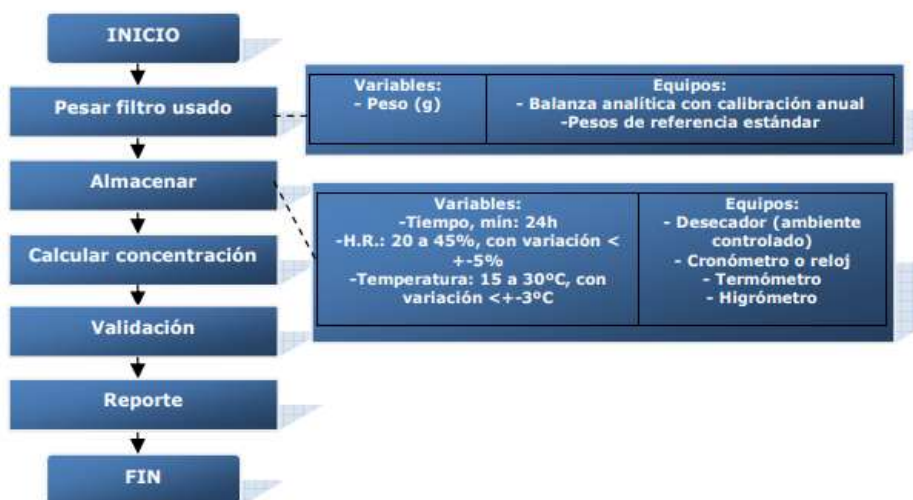 INICIO
Pesar filtro usado
Variables:
- Peso (g)
Equipos:
- Balanza analítica con calibración anual
-Pesos de referencia estándar
Almacenar
Variables:
-Tiempo, mín: 24h
-H.R.: 20 a 45%, con variación <
+-5%
-Temperatura: 15 a 30ºC, con
variación <+-3ºC
Equipos:
- Desecador (ambiente
controlado)
- Cronómetro o reloj
- Termómetro
- Higrómetro
Calcular concentración
Validación
Reporte
FIN